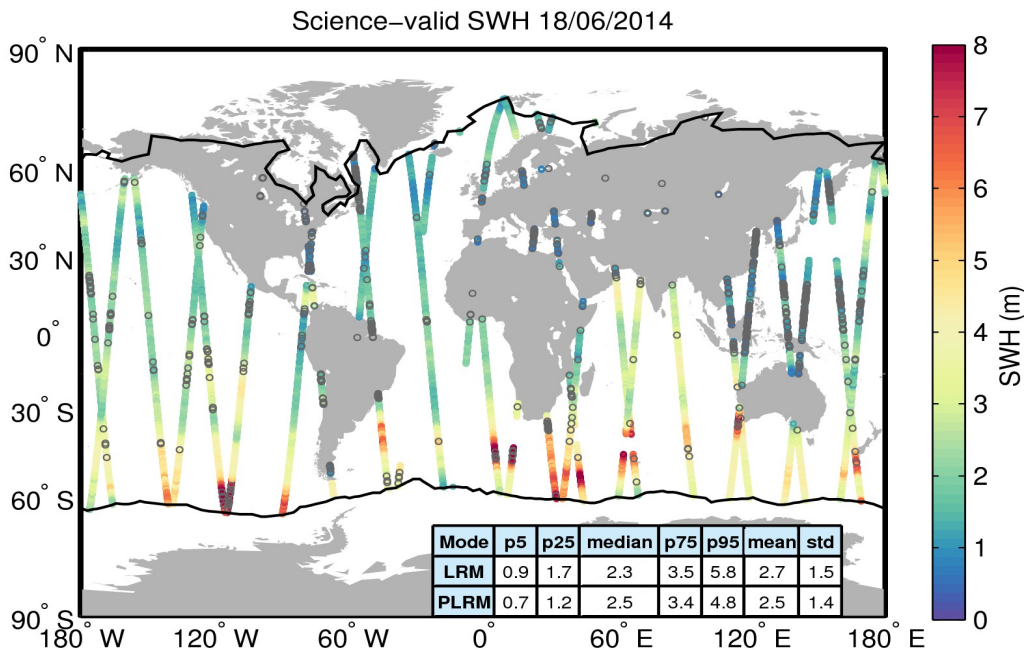 Science−valid SWH 18/06/2014
90° N
60° N
30° N
0°
30° S
60° S
90° S
180° W
120° W
60° W
0°
60° E
120° E
180° E
Mode p5 p25 median p75 p95 mean std
LRM 0.9 1.7 2.3 3.5 5.8 2.7 1.5
PLRM 0.7 1.2 2.5 3.4 4.8 2.5 1.4
8
7
6
5
4
3
2
1
0
SWH (m)